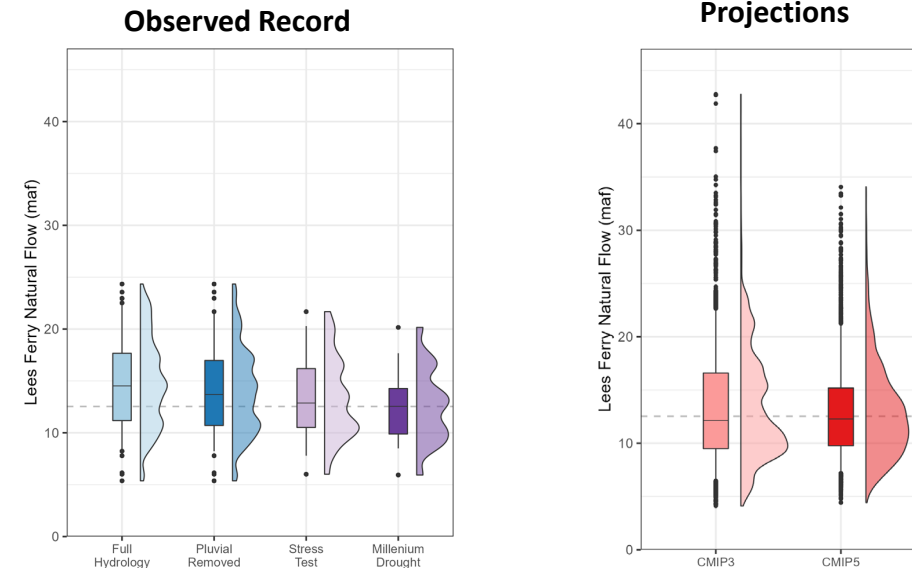 Observed Record
Lees Ferry Natural Flow (maf)
40
30
20
10
0
Full
Hydrology
Pluvial
Removed
Stress
Test
Millenium
Drought
Projections
Lees Ferry Natural Flow (maf)
40
30
20
10
0
CMIP3
CMIP5